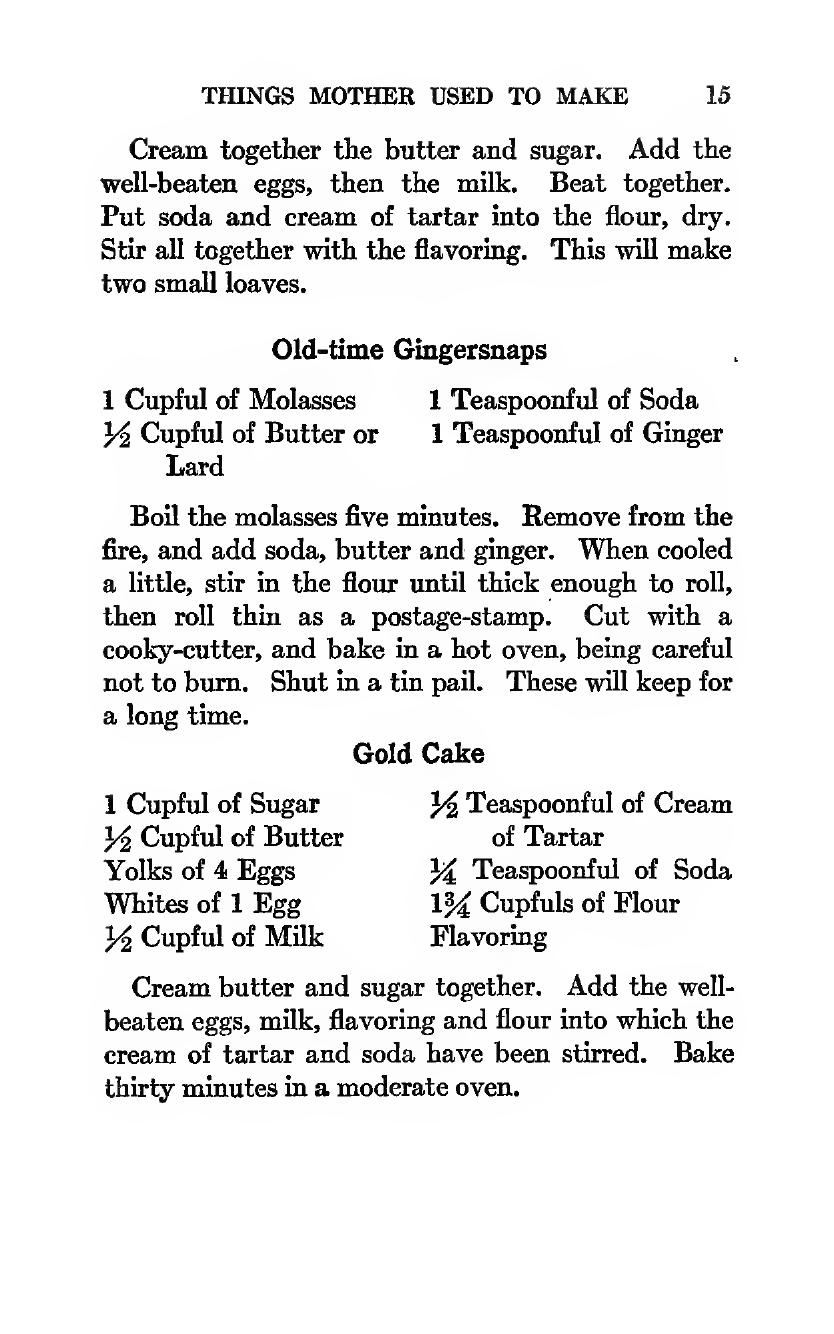 THINGS MOTHER USED TO MAKE 15
Cream together the butter and sugar. Add the
well-beaten eggs, then the milk. Beat together.
Put soda and cream of tartar into the flour, dry.
Stir all together with the flavoring. This will make
two small loaves.
Old-time Gingersnaps
1 Cupful of Molasses
½ Cupful of Butter or
Lard
1 Teaspoonful of Soda
1 Teaspoonful of Ginger
Boil the molasses five minutes. Remove from the
fire, and add soda, butter and ginger. When cooled
a little, stir in the flour until thick enough to roll,
then roll thin as a postage-stamp. Cut with a
cooky-cutter, and bake in a hot oven, being careful
not to burn. Shut in a tin pail. These will keep for
a long time.
Gold Cake
1 Cupful of Sugar
½ Cupful of Butter
Yolks of 4 Eggs
Whites of 1 Egg
½ Cupful of Milk
½ Teaspoonful of Cream
of Tartar
¼ Teaspoonful of Soda
1¾ Cupfuls of Flour
Flavoring
Cream butter and sugar together. Add the well-
beaten eggs, milk, flavoring and flour into which the
cream of tartar and soda have been stirred. Bake
thirty minutes in a moderate oven.